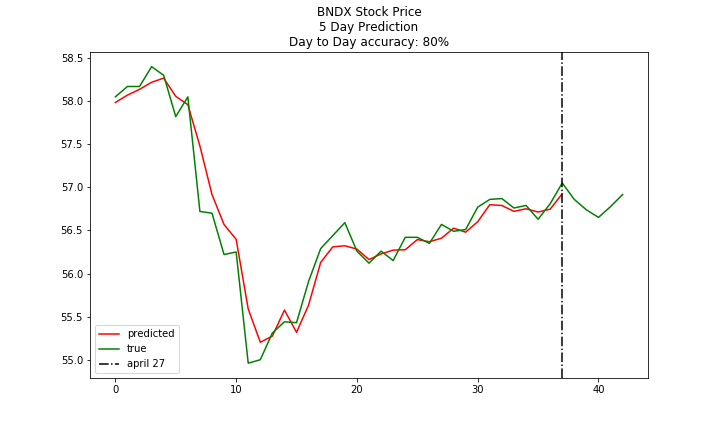 BNDX Stock Price
5 Day Prediction
Day to Day accuracy: 80%
58.5
58.0
57.5
57.0
56.5
56.0
55.5
55.0
predicted
true
april 27
0
10
20
30
40